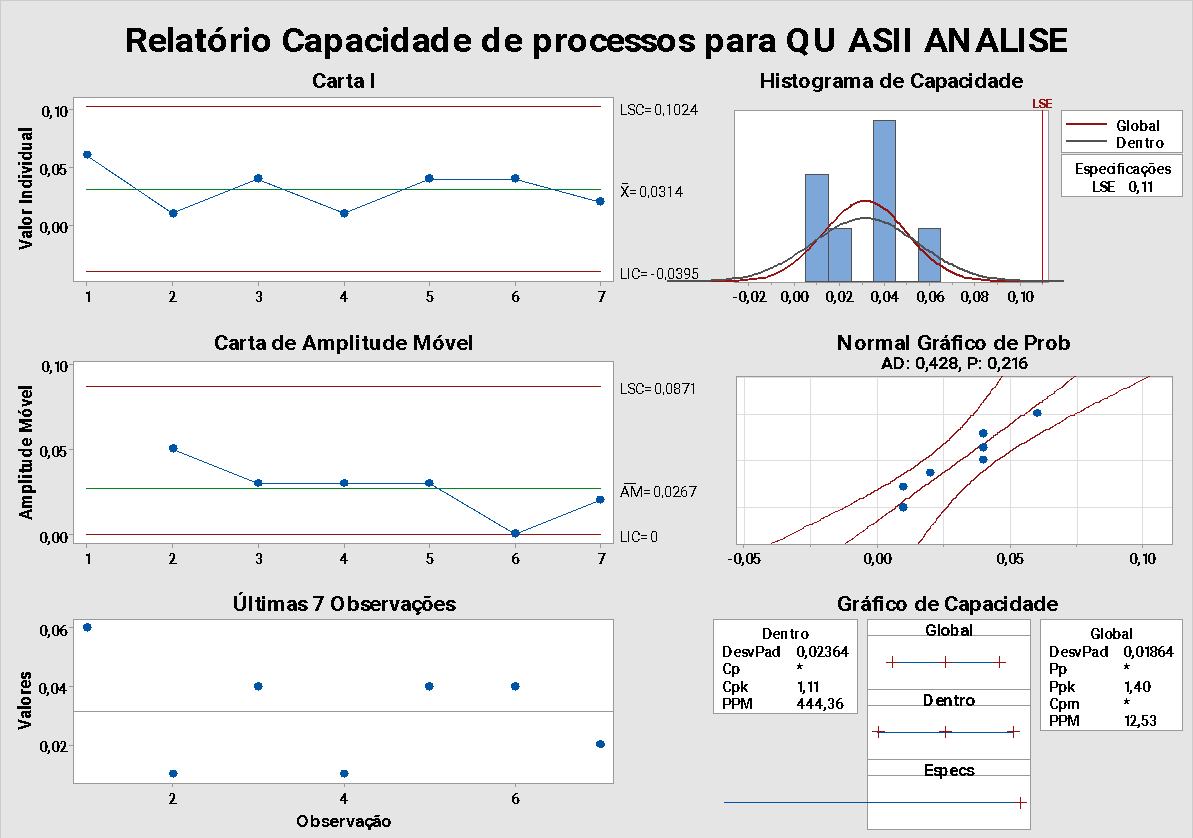 Relatório Capacidade de processos para QU ASII ANALISE
Carta I
Valor Individual
0,10
0,05
0,00
1 2 3 4 5 6 7
LSC= 0,1024
X̄= 0,0314
LIC= -0,0395
Histograma de Capacidade
LSE
-0,02 0,00 0,02 0,04 0,06 0,08 0,10
Global
Dentro
Especificações
LSE 0,11
Carta de Amplitude Móvel
Amplitude Móvel
0,10
0,05
0,00
1 2 3 4 5 6 7
LSC= 0,0871
A̅M̅= 0,0267
LIC= 0
Normal Gráfico de Prob
AD: 0,428, P: 0,216
-0,05 0,00 0,05 0,10
Últimas 7 Observações
Valores
0,06
0,04
0,02
2 4 6
Observação
Gráfico de Capacidade
Dentro
DesvPad 0,02364
Cp *
Cpk 1,11
PPM 444,36
Global
Dentro
Especs
Global
DesvPad 0,01864
Pp *
Ppk 1,40
Cpm *
PPM 12,53